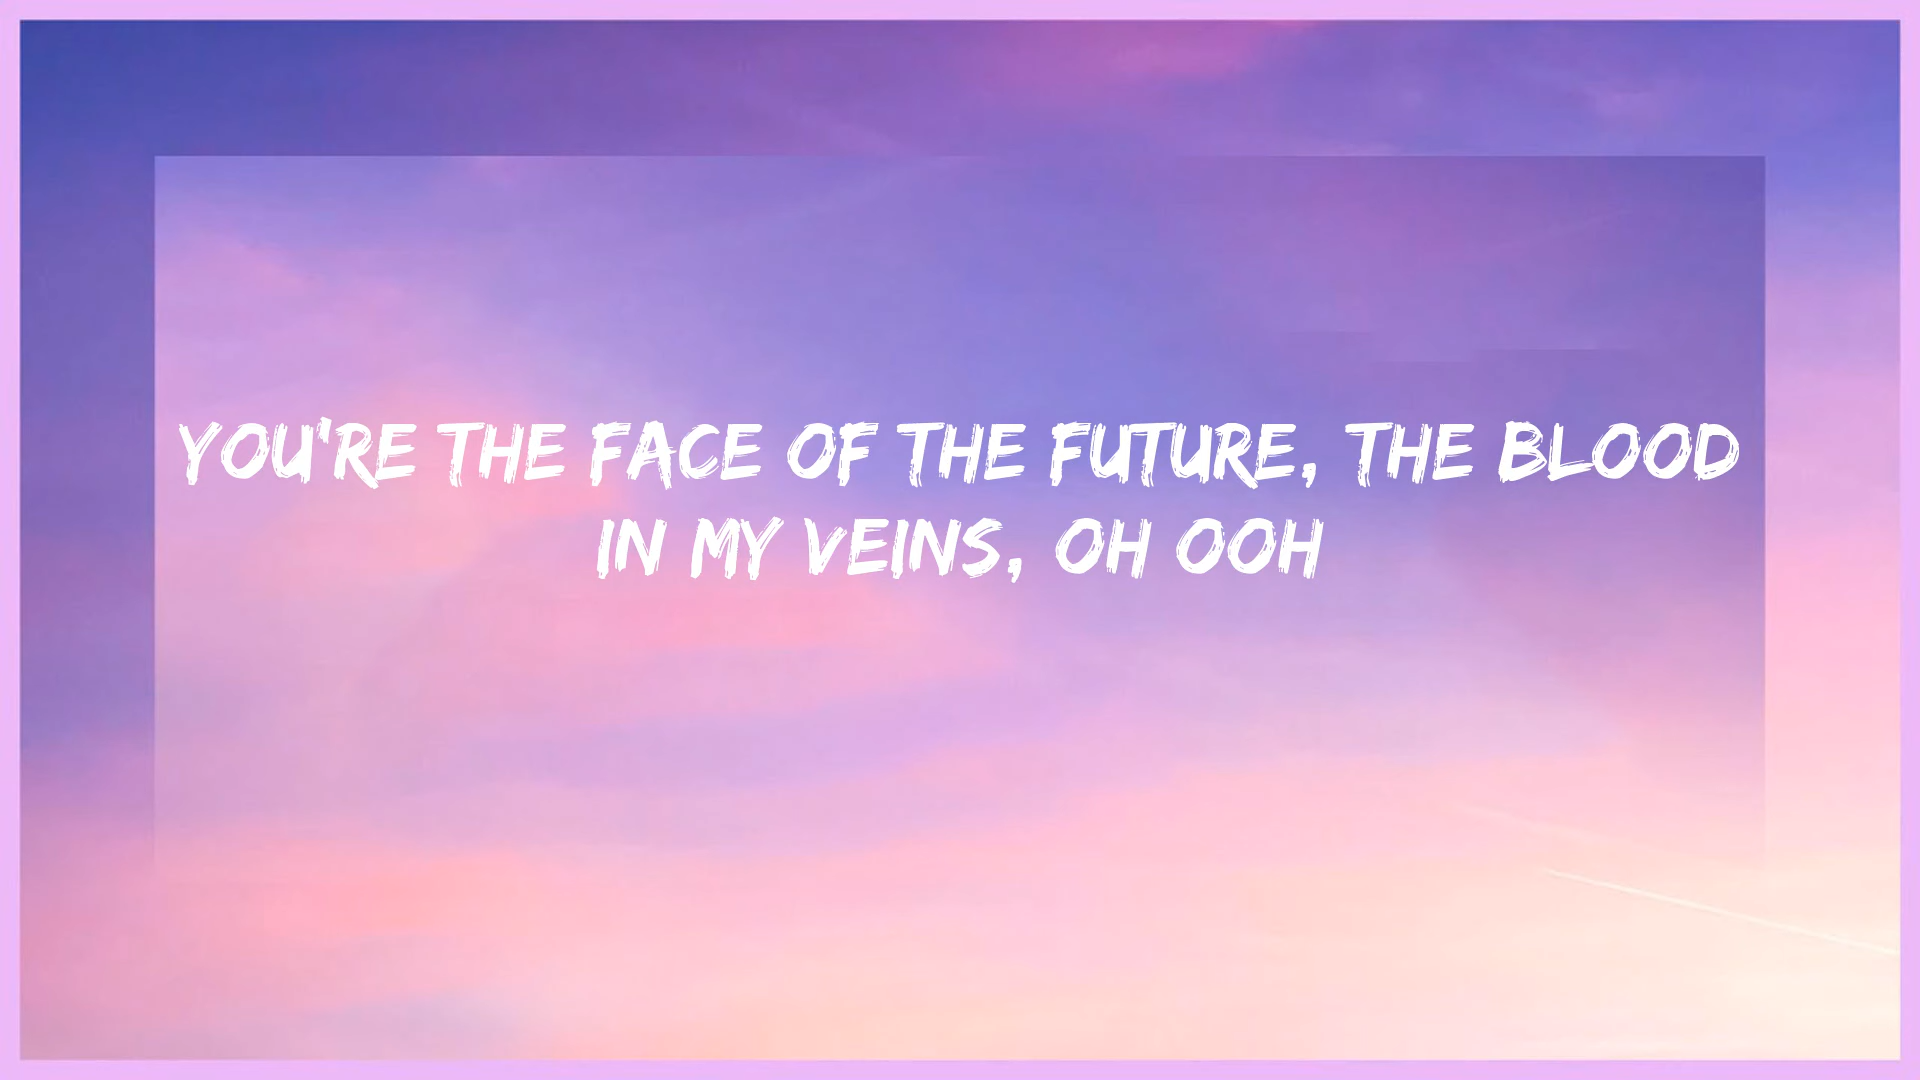 YOU'RE THE FACE OF THE FUTURE, THE BLOOD
IN MY VEINS, OH OOH